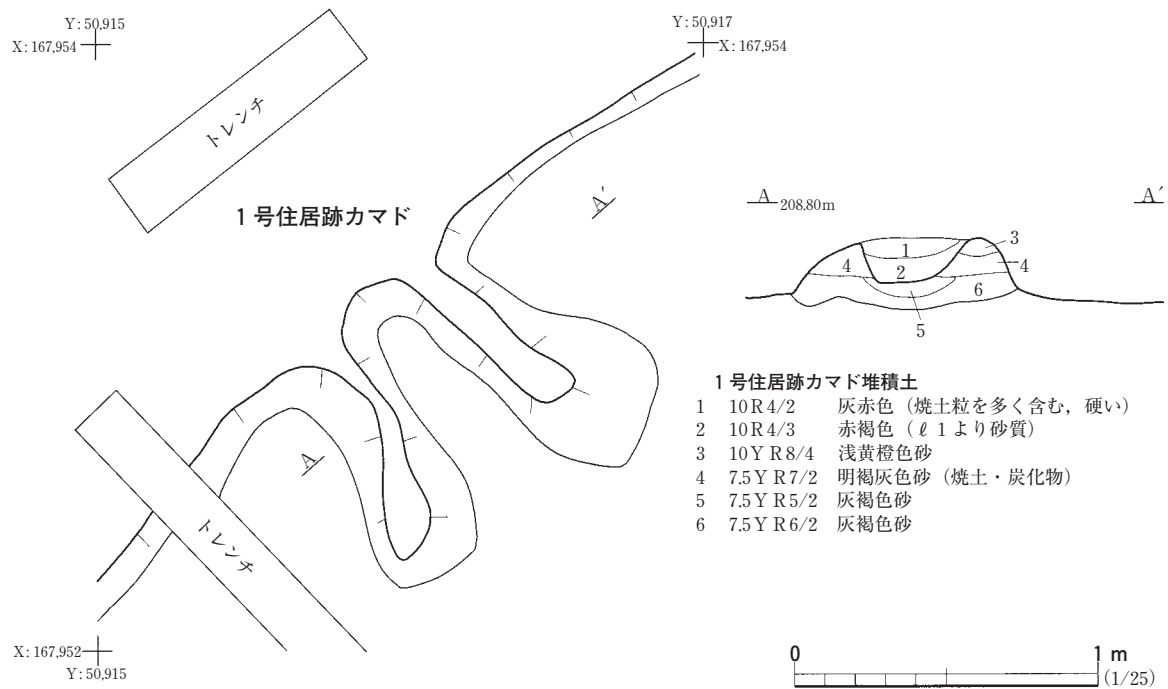 Y: 50,915
X: 167,954
Y: 50,917
X: 167,954
トレンチ
1 号住居跡カマド
A'
A
トレンチ
X: 167,952
Y: 50,915
A 208.80m A′
1
2
3
4
4
5
6
1 号住居跡カマド堆積土
1 10R4/2 灰赤色（焼土粒を多く含む，硬い）
2 10R4/3 赤褐色（ℓ 1 より砂質）
3 10YR8/4 浅黄橙色砂
4 7.5YR7/2 明褐灰色砂（焼土・炭化物）
5 7.5YR5/2 灰褐色砂
6 7.5YR6/2 灰褐色砂
0 1 m
(1/25)